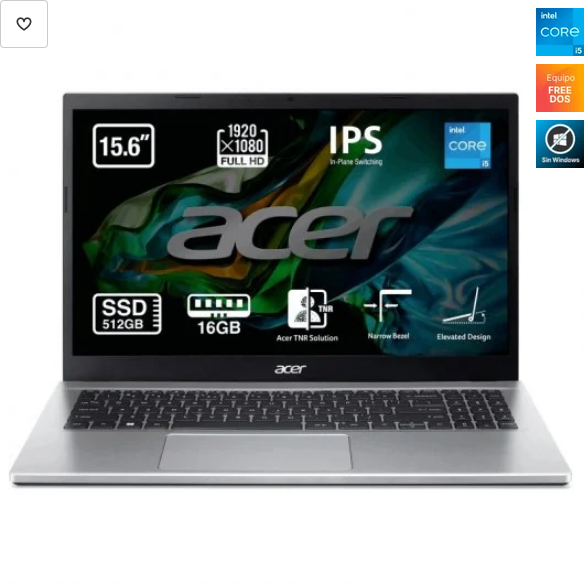 intel
CORE
i5
Equipo
FREE
DOS
Sin Windows
15.6"
1920
×1080
FULL HD
IPS
In-Plane Switching
intel
CORE
i5
acer
SSD
512GB
16GB
TNR
Acer TNR Solution
Narrow Bezel
Elevated Design
acer